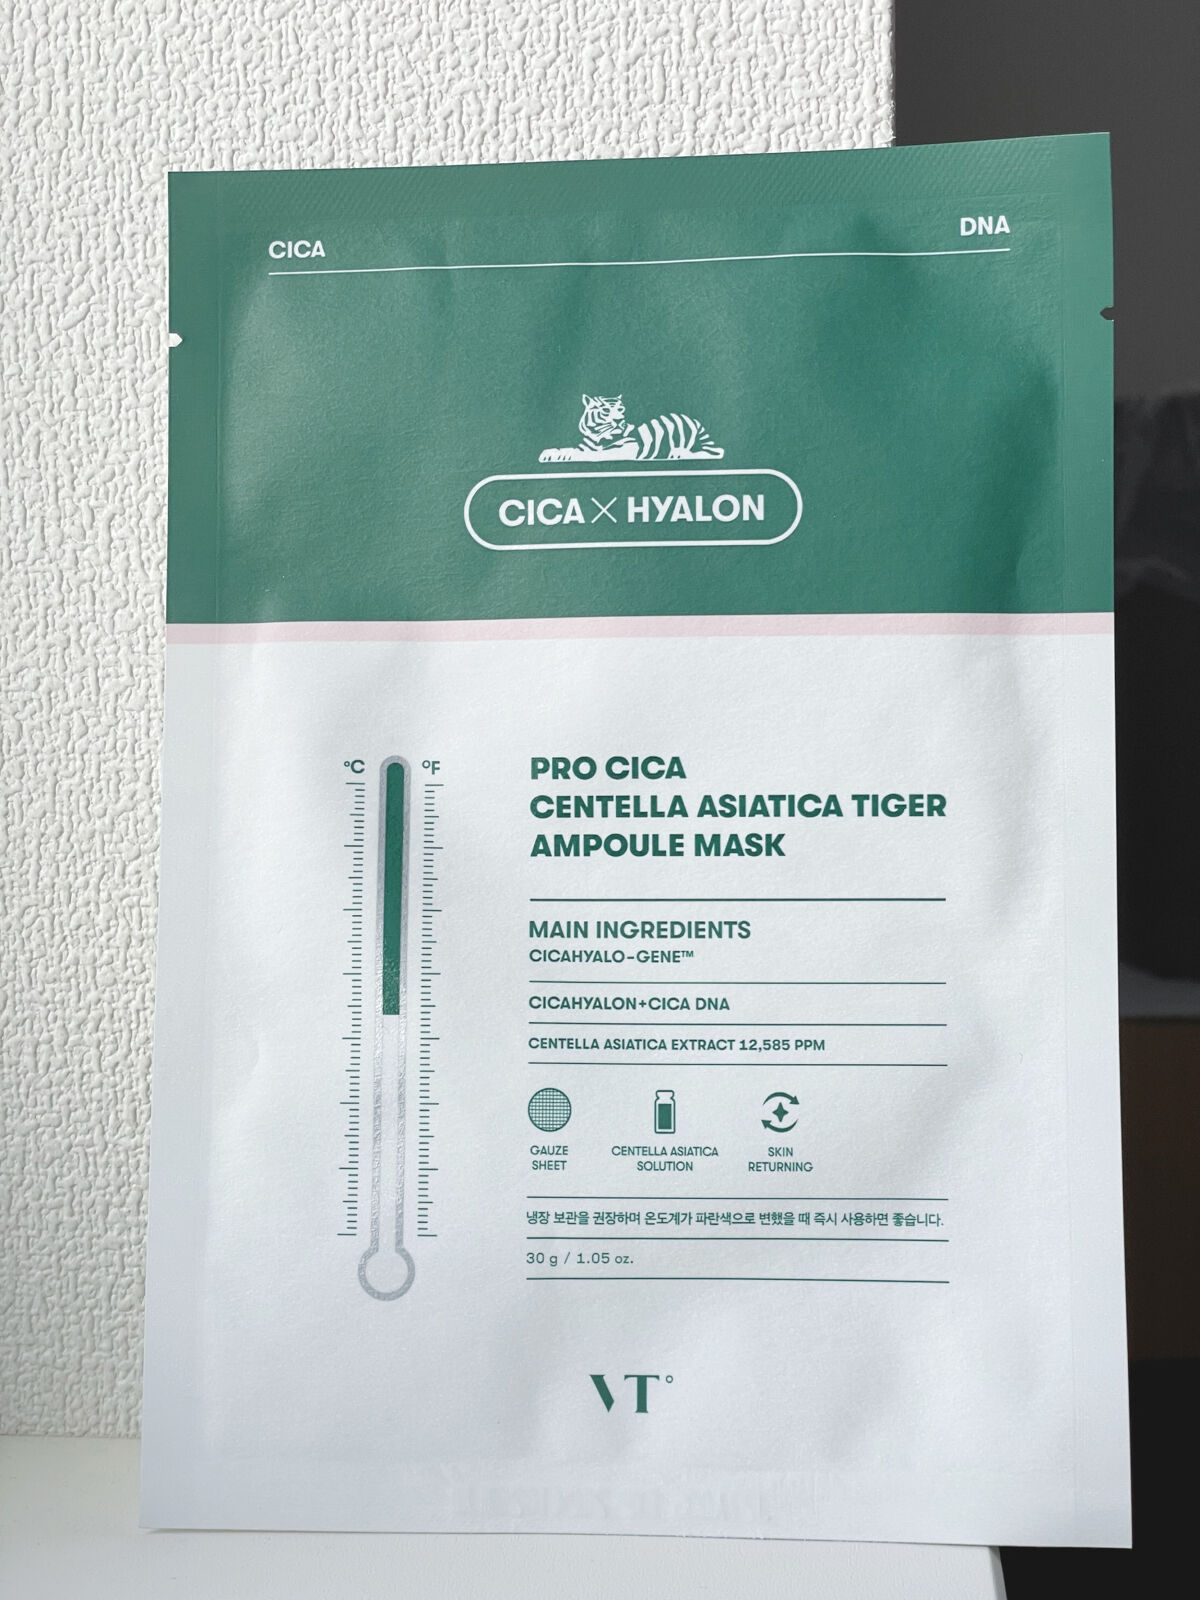 CICA
DNA
CICA × HYALON
°C
°F
PRO CICA
CENTELLA ASIATICA TIGER
AMPOULE MASK
MAIN INGREDIENTS
CICAHYALO-GENE™
CICAHYALON+CICA DNA
CENTELLA ASIATICA EXTRACT 12,585 PPM
GAUZE
SHEET
CENTELLA ASIATICA
SOLUTION
SKIN
RETURNING
냉장 보관을 권장하며 온도계가 파란색으로 변했을 때 즉시 사용하면 좋습니다.
30 g / 1.05 oz.
VT°